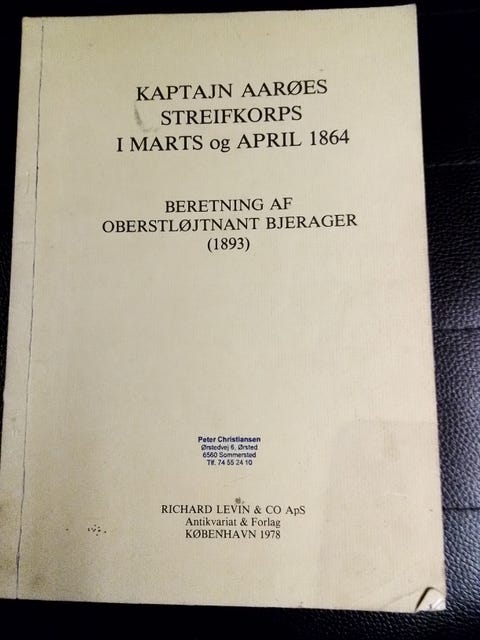 KAPTAJN AARØES
STREIFKORPS
I MARTS og APRIL 1864
BERETNING AF
OBERSTLØJTNANT BJERAGER
(1893)
Peter Christiansen
Ørstedvej 6, Ørsted
6560 Sommersted
Tlf. 74 55 24 10
RICHARD LEVIN & CO ApS
Antikvariat & Forlag
KØBENHAVN 1978